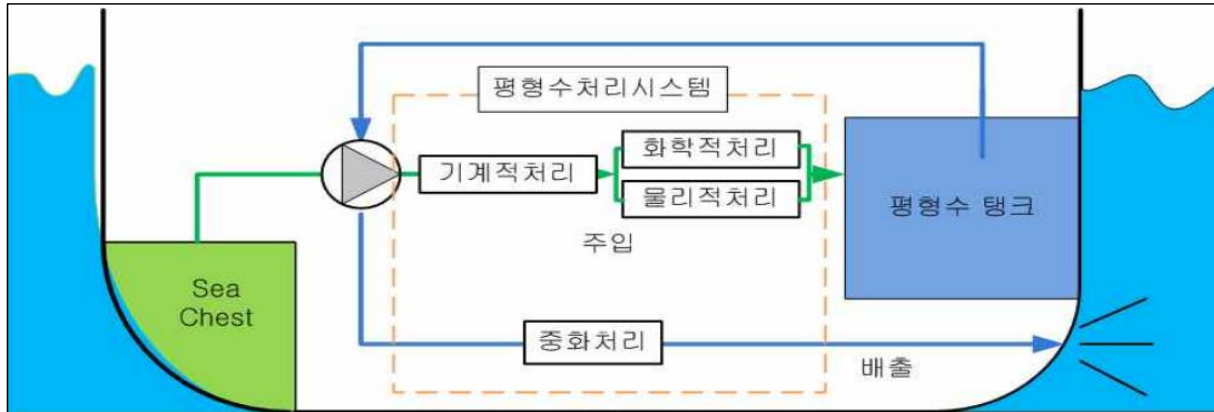 평형수처리시스템
화학적처리
기계적처리
물리적처리
평형수 탱크
주입
Sea
Chest
중화처리
배출